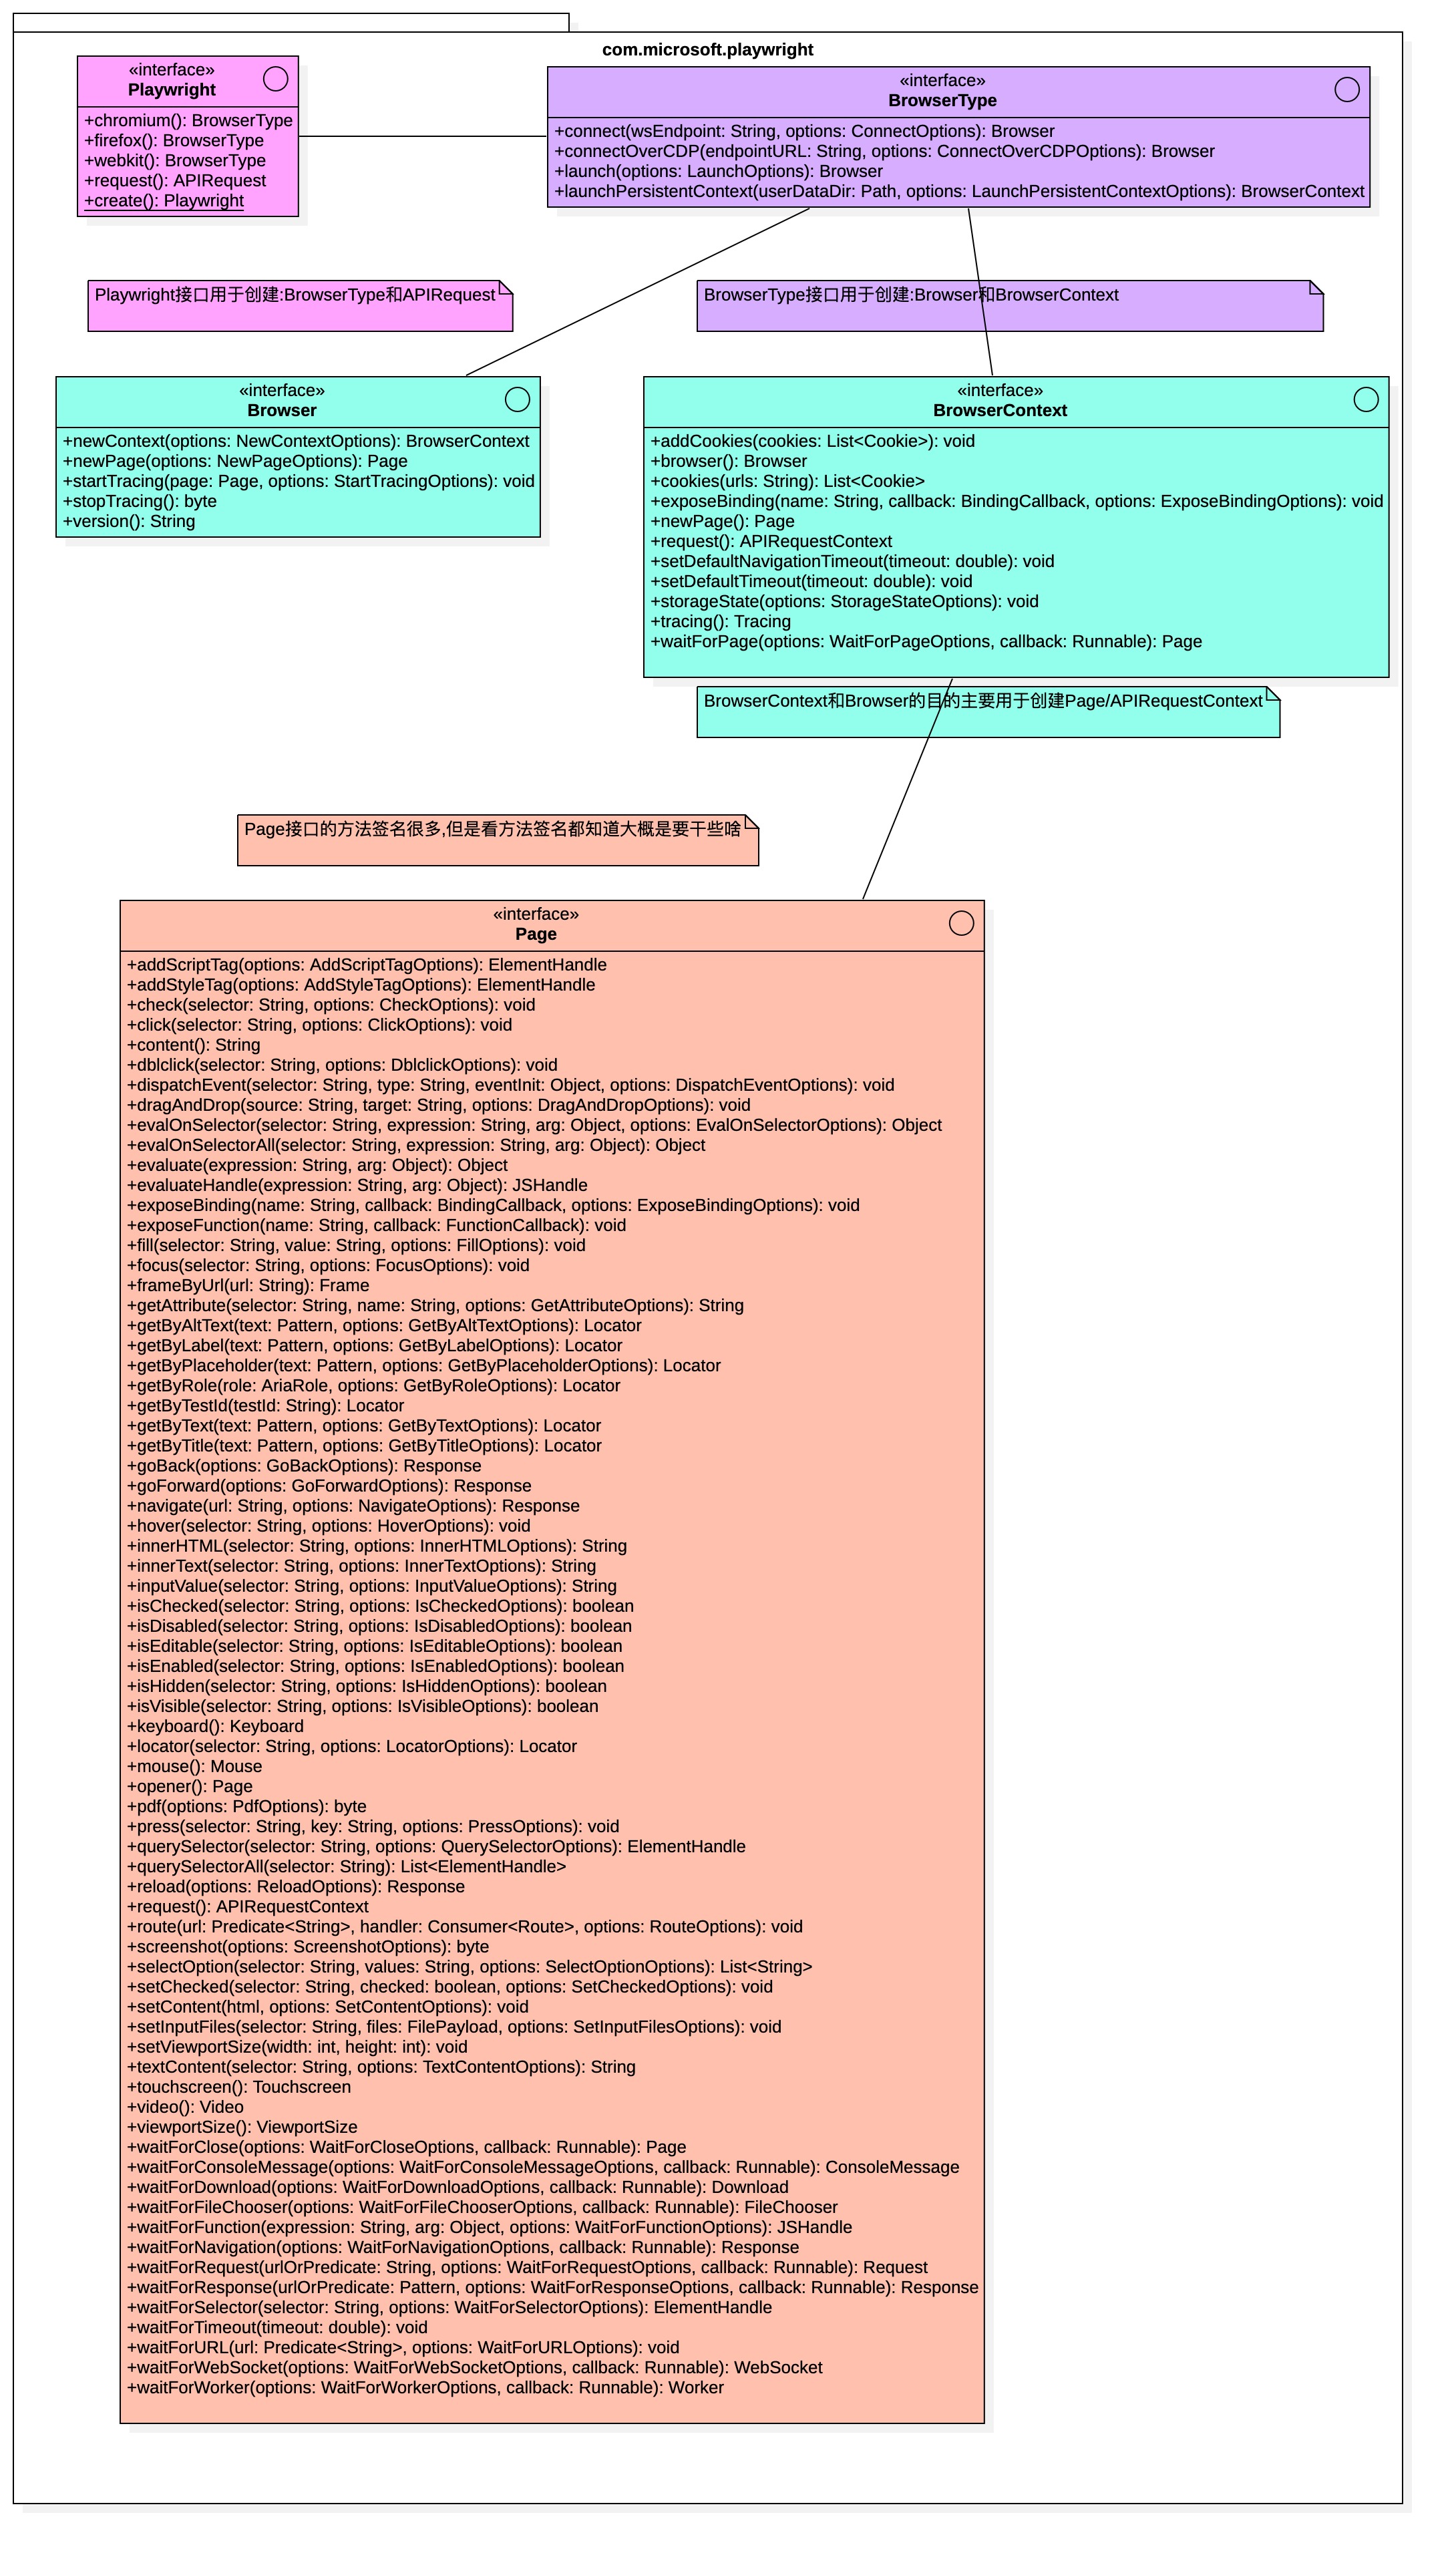 com.microsoft.playwright
«interface»
Playwright
+chromium(): BrowserType
+firefox(): BrowserType
+webkit(): BrowserType
+request(): APIRequest
+create(): Playwright
«interface»
BrowserType
+connect(wsEndpoint: String, options: ConnectOptions): Browser
+connectOverCDP(endpointURL: String, options: ConnectOverCDPOptions): Browser
+launch(options: LaunchOptions): Browser
+launchPersistentContext(userDataDir: Path, options: LaunchPersistentContextOptions): BrowserContext
Playwright接口用于创建:BrowserType和APIRequest
BrowserType接口用于创建:Browser和BrowserContext
«interface»
Browser
+newContext(options: NewContextOptions): BrowserContext
+newPage(options: NewPageOptions): Page
+startTracing(page: Page, options: StartTracingOptions): void
+stopTracing(): byte
+version(): String
«interface»
BrowserContext
+addCookies(cookies: List<Cookie>): void
+browser(): Browser
+cookies(urls: String): List<Cookie>
+exposeBinding(name: String, callback: BindingCallback, options: ExposeBindingOptions): void
+newPage(): Page
+request(): APIRequestContext
+setDefaultNavigationTimeout(timeout: double): void
+setDefaultTimeout(timeout: double): void
+storageState(options: StorageStateOptions): void
+tracing(): Tracing
+waitForPage(options: WaitForPageOptions, callback: Runnable): Page
BrowserContext和Browser的目的主要用于创建Page/APIRequestContext
Page接口的方法签名很多,但是看方法签名都知道大概是要干些啥
«interface»
Page
+addScriptTag(options: AddScriptTagOptions): ElementHandle
+addStyleTag(options: AddStyleTagOptions): ElementHandle
+check(selector: String, options: CheckOptions): void
+click(selector: String, options: ClickOptions): void
+content(): String
+dblclick(selector: String, options: DblclickOptions): void
+dispatchEvent(selector: String, type: String, eventInit: Object, options: DispatchEventOptions): void
+dragAndDrop(source: String, target: String, options: DragAndDropOptions): void
+evalOnSelector(selector: String, expression: String, arg: Object, options: EvalOnSelectorOptions): Object
+evalOnSelectorAll(selector: String, expression: String, arg: Object): Object
+evaluate(expression: String, arg: Object): Object
+evaluateHandle(expression: String, arg: Object): JSHandle
+exposeBinding(name: String, callback: BindingCallback, options: ExposeBindingOptions): void
+exposeFunction(name: String, callback: FunctionCallback): void
+fill(selector: String, value: String, options: FillOptions): void
+focus(selector: String, options: FocusOptions): void
+frameByUrl(url: String): Frame
+getAttribute(selector: String, name: String, options: GetAttributeOptions): String
+getByAltText(text: Pattern, options: GetByAltTextOptions): Locator
+getByLabel(text: Pattern, options: GetByLabelOptions): Locator
+getByPlaceholder(text: Pattern, options: GetByPlaceholderOptions): Locator
+getByRole(role: AriaRole, options: GetByRoleOptions): Locator
+getByTestId(testId: String): Locator
+getByText(text: Pattern, options: GetByTextOptions): Locator
+getByTitle(text: Pattern, options: GetByTitleOptions): Locator
+goBack(options: GoBackOptions): Response
+goForward(options: GoForwardOptions): Response
+navigate(url: String, options: NavigateOptions): Response
+hover(selector: String, options: HoverOptions): void
+innerHTML(selector: String, options: InnerHTMLOptions): String
+innerText(selector: String, options: InnerTextOptions): String
+inputValue(selector: String, options: InputValueOptions): String
+isChecked(selector: String, options: IsCheckedOptions): boolean
+isDisabled(selector: String, options: IsDisabledOptions): boolean
+isEditable(selector: String, options: IsEditableOptions): boolean
+isEnabled(selector: String, options: IsEnabledOptions): boolean
+isHidden(selector: String, options: IsHiddenOptions): boolean
+isVisible(selector: String, options: IsVisibleOptions): boolean
+keyboard(): Keyboard
+locator(selector: String, options: LocatorOptions): Locator
+mouse(): Mouse
+opener(): Page
+pdf(options: PdfOptions): byte
+press(selector: String, key: String, options: PressOptions): void
+querySelector(selector: String, options: QuerySelectorOptions): ElementHandle
+querySelectorAll(selector: String): List<ElementHandle>
+reload(options: ReloadOptions): Response
+request(): APIRequestContext
+route(url: Predicate<String>, handler: Consumer<Route>, options: RouteOptions): void
+screenshot(options: ScreenshotOptions): byte
+selectOption(selector: String, values: String, options: SelectOptionOptions): List<String>
+setChecked(selector: String, checked: boolean, options: SetCheckedOptions): void
+setContent(html, options: SetContentOptions): void
+setInputFiles(selector: String, files: FilePayload, options: SetInputFilesOptions): void
+setViewportSize(width: int, height: int): void
+textContent(selector: String, options: TextContentOptions): String
+touchscreen(): Touchscreen
+video(): Video
+viewportSize(): ViewportSize
+waitForClose(options: WaitForCloseOptions, callback: Runnable): Page
+waitForConsoleMessage(options: WaitForConsoleMessageOptions, callback: Runnable): ConsoleMessage
+waitForDownload(options: WaitForDownloadOptions, callback: Runnable): Download
+waitForFileChooser(options: WaitForFileChooserOptions, callback: Runnable): FileChooser
+waitForFunction(expression: String, arg: Object, options: WaitForFunctionOptions): JSHandle
+waitForNavigation(options: WaitForNavigationOptions, callback: Runnable): Response
+waitForRequest(urlOrPredicate: String, options: WaitForRequestOptions, callback: Runnable): Request
+waitForResponse(urlOrPredicate: Pattern, options: WaitForResponseOptions, callback: Runnable): Response
+waitForSelector(selector: String, options: WaitForSelectorOptions): ElementHandle
+waitForTimeout(timeout: double): void
+waitForURL(url: Predicate<String>, options: WaitForURLOptions): void
+waitForWebSocket(options: WaitForWebSocketOptions, callback: Runnable): WebSocket
+waitForWorker(options: WaitForWorkerOptions, callback: Runnable): Worker